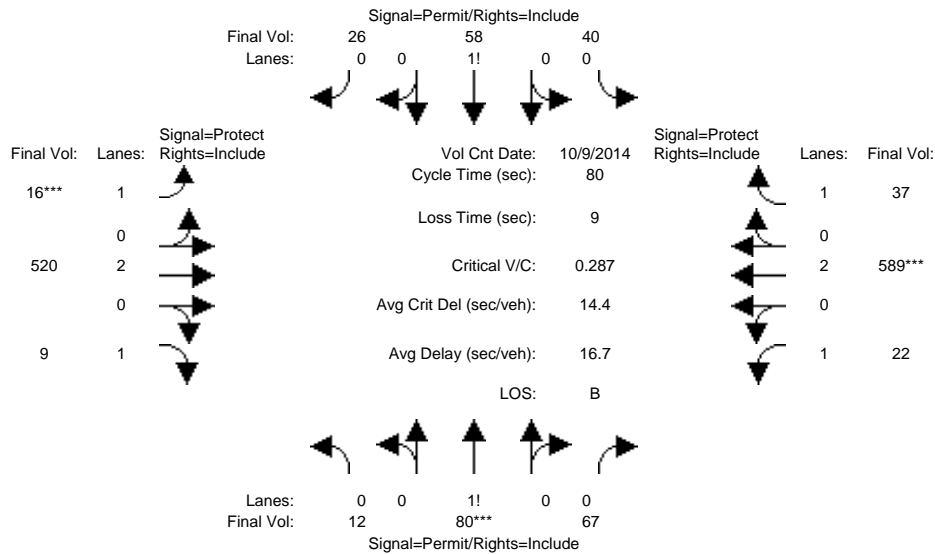 Signal=Permit/Rights=Include
Final Vol: 26 58 40
Lanes: 0 0 1! 0 0
Signal=Protect Signal=Protect
Final Vol: Lanes: Rights=Include Vol Cnt Date: 10/9/2014 Rights=Include Lanes: Final Vol:
Cycle Time (sec): 80
16*** 1 1 37
Loss Time (sec): 9
0 0
520 2 Critical V/C: 0.287 2 589***
0 Avg Crit Del (sec/veh): 14.4 0
9 1 Avg Delay (sec/veh): 16.7 1 22
LOS: B
Lanes: 0 0 1! 0 0
Final Vol: 12 80*** 67
Signal=Permit/Rights=Include